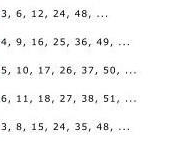 3, 6, 12, 24, 48, ...
4, 9, 16, 25, 36, 49, ...
5, 10, 17, 26, 37, 50, ...
6, 11, 18, 27, 38, 51, ...
3, 8, 15, 24, 35, 48, ...